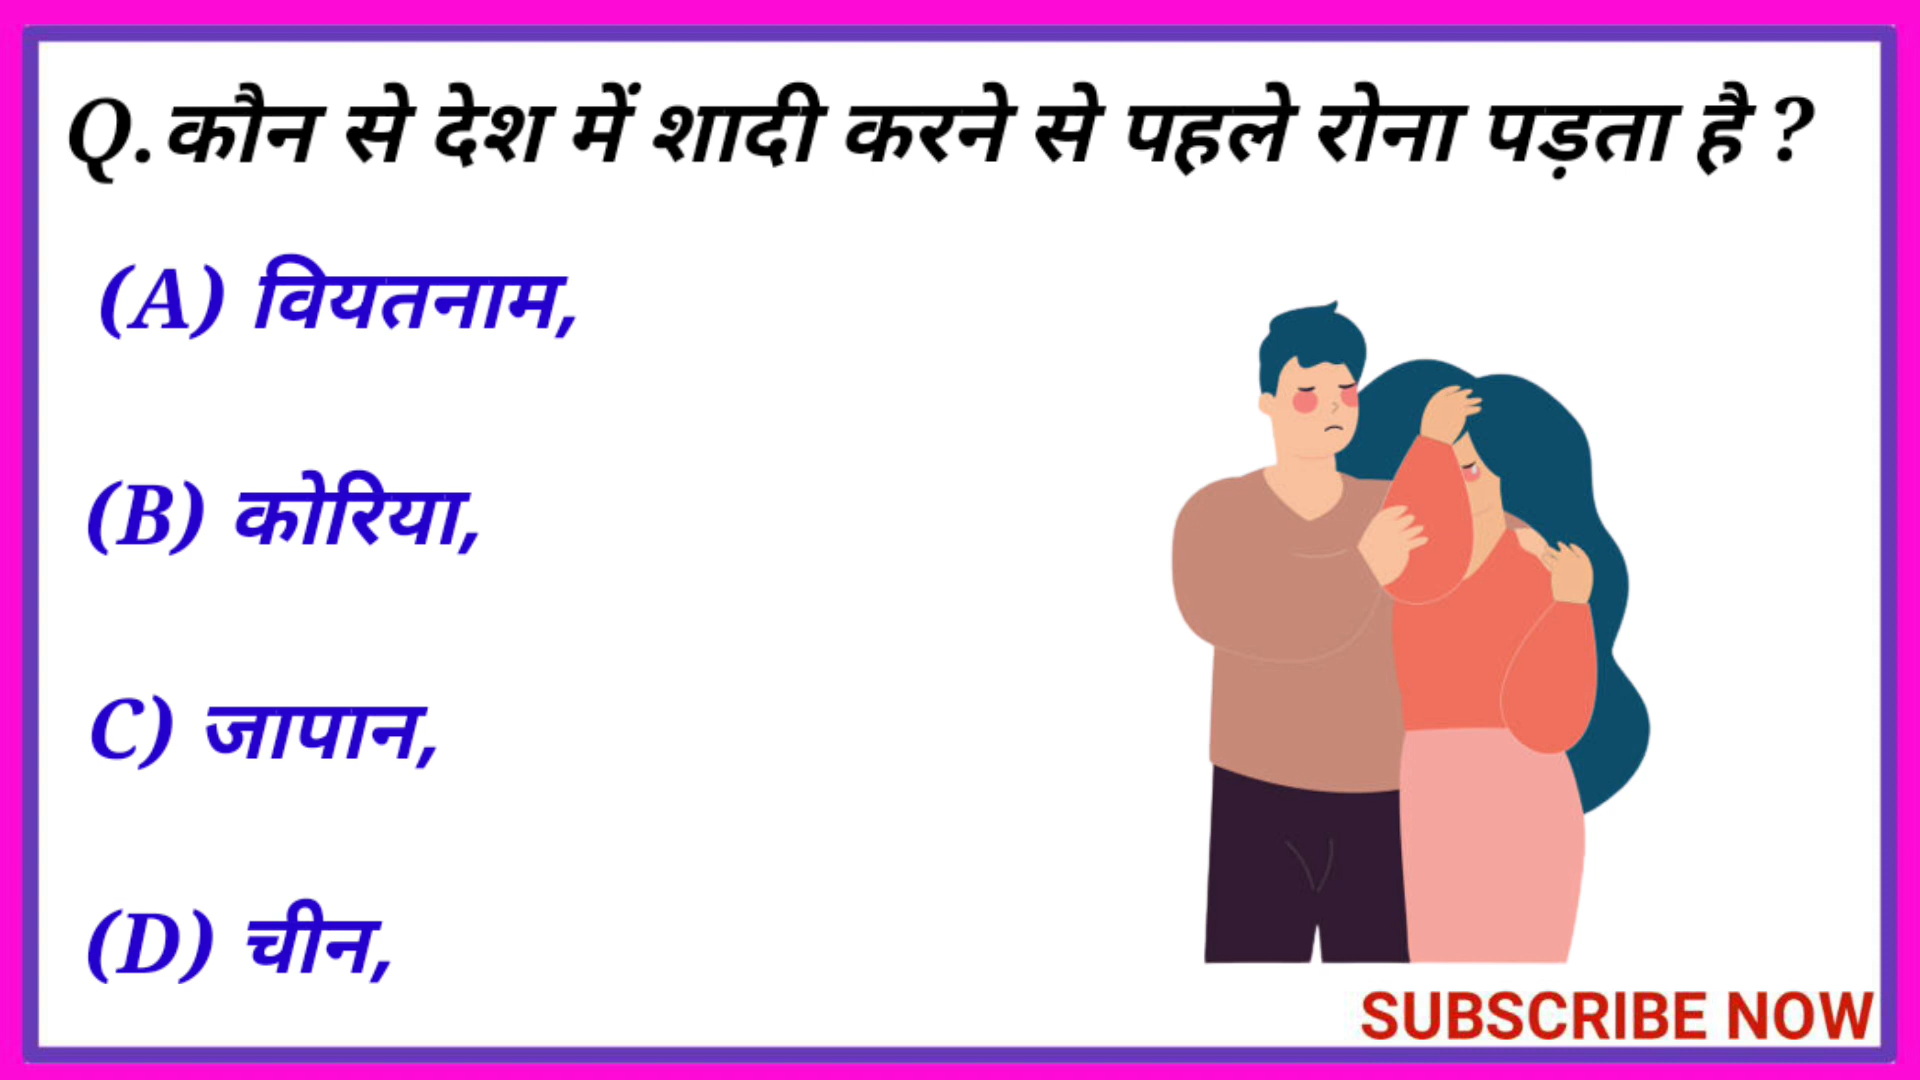 Q.कौन से देश में शादी करने से पहले रोना पड़ता है ?
(A) वियतनाम,
(B) कोरिया,
C) जापान,
(D) चीन,
SUBSCRIBE NOW